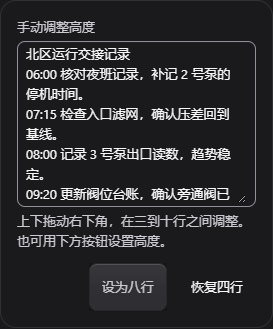 手动调整高度
北区运行交接记录
06:00 核对夜班记录，补记 2 号泵的
停机时间。
07:15 检查入口滤网，确认压差回到
基线。
08:00 记录 3 号泵出口读数，趋势稳
定。
09:20 更新阀位台账，确认旁通阀已
上下拖动右下角，在三到十行之间调整。
也可用下方按钮设置高度。
设为八行 恢复四行